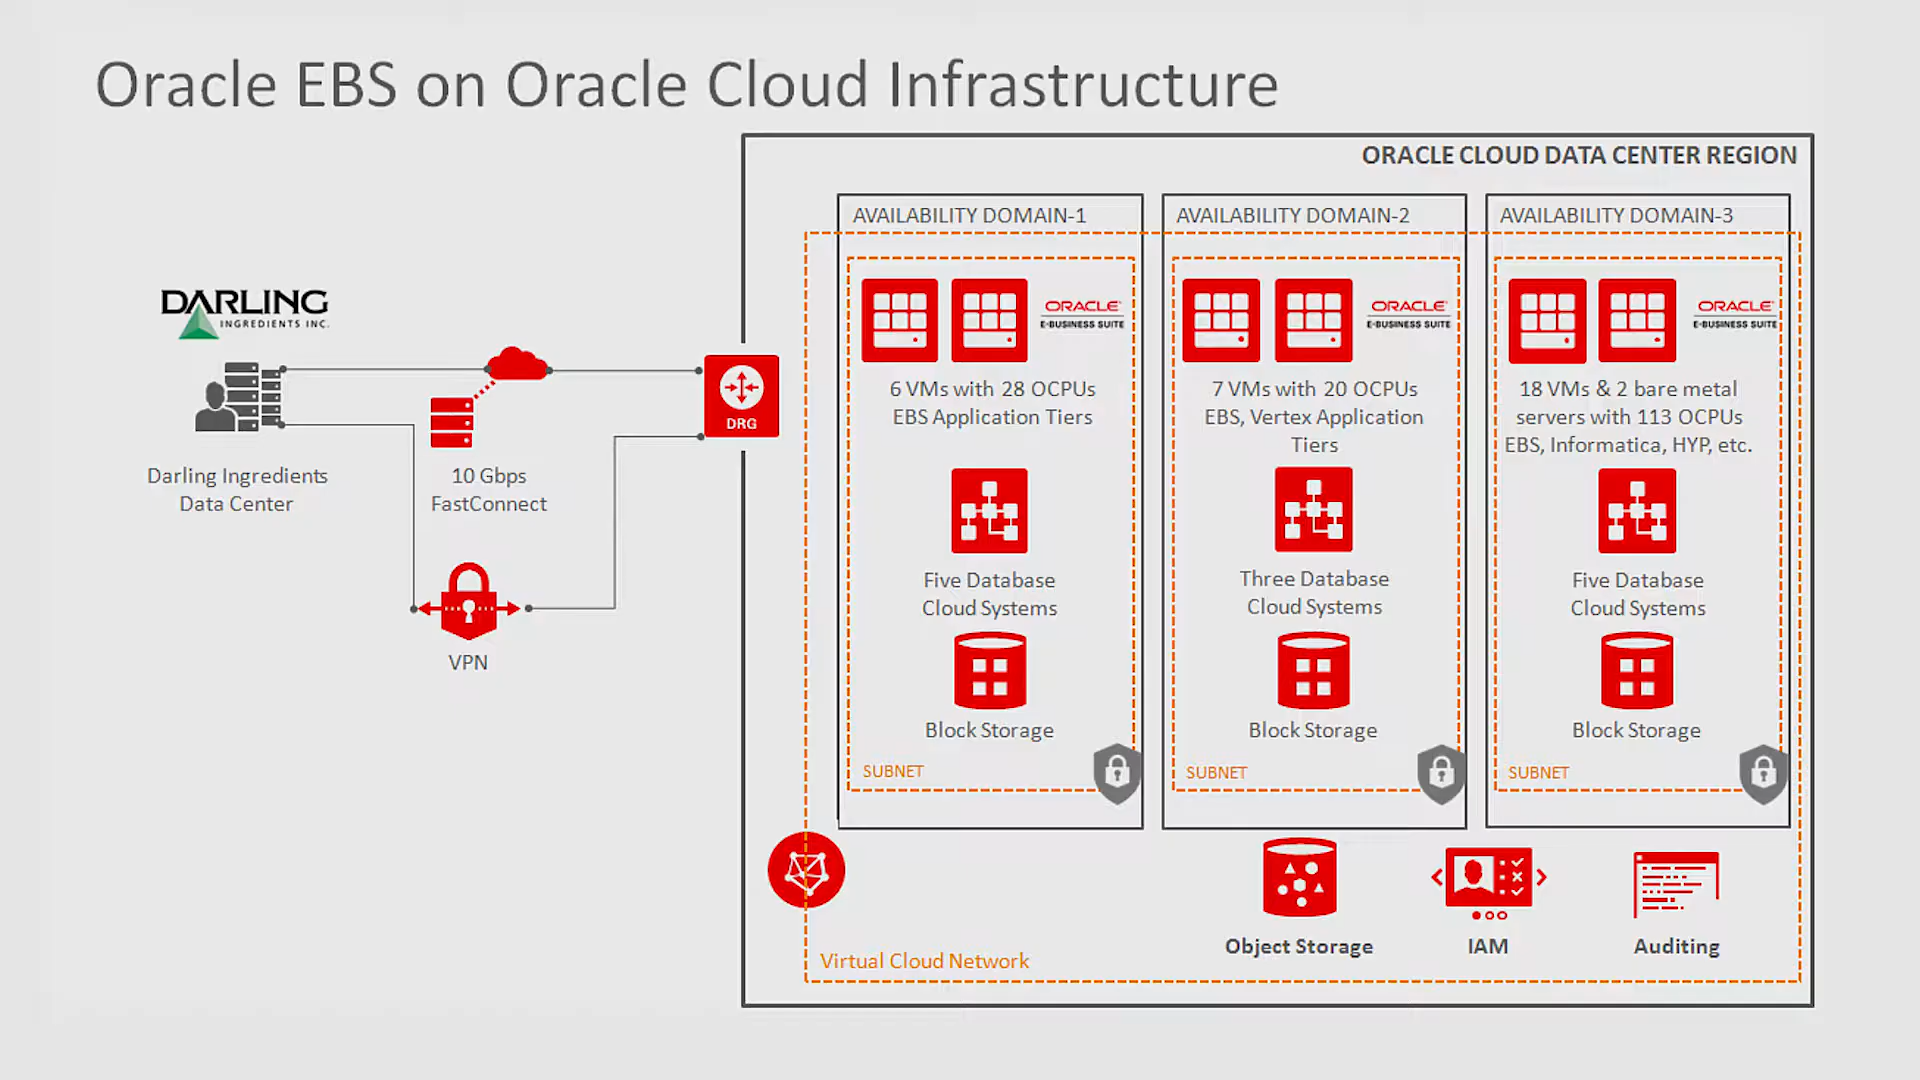 Oracle EBS on Oracle Cloud Infrastructure
ORACLE CLOUD DATA CENTER REGION
DARLING
INGREDIENTS INC.
Darling Ingredients
Data Center
10 Gbps
FastConnect
VPN
DRG
AVAILABILITY DOMAIN-1
ORACLE
E-BUSINESS SUITE
6 VMs with 28 OCPUs
EBS Application Tiers
Five Database
Cloud Systems
Block Storage
SUBNET
AVAILABILITY DOMAIN-2
ORACLE
E-BUSINESS SUITE
7 VMs with 20 OCPUs
EBS, Vertex Application
Tiers
Three Database
Cloud Systems
Block Storage
SUBNET
AVAILABILITY DOMAIN-3
ORACLE
E-BUSINESS SUITE
18 VMs & 2 bare metal
servers with 113 OCPUs
EBS, Informatica, HYP, etc.
Five Database
Cloud Systems
Block Storage
SUBNET
Object Storage
IAM
Auditing
Virtual Cloud Network